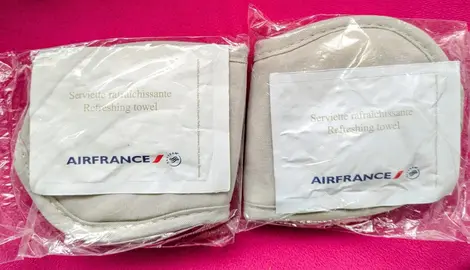 Serviette rafraîchissante
Refreshing towel
AIRFRANCE
Serviette rafraîchissante
Refreshing towel
AIRFRANCE